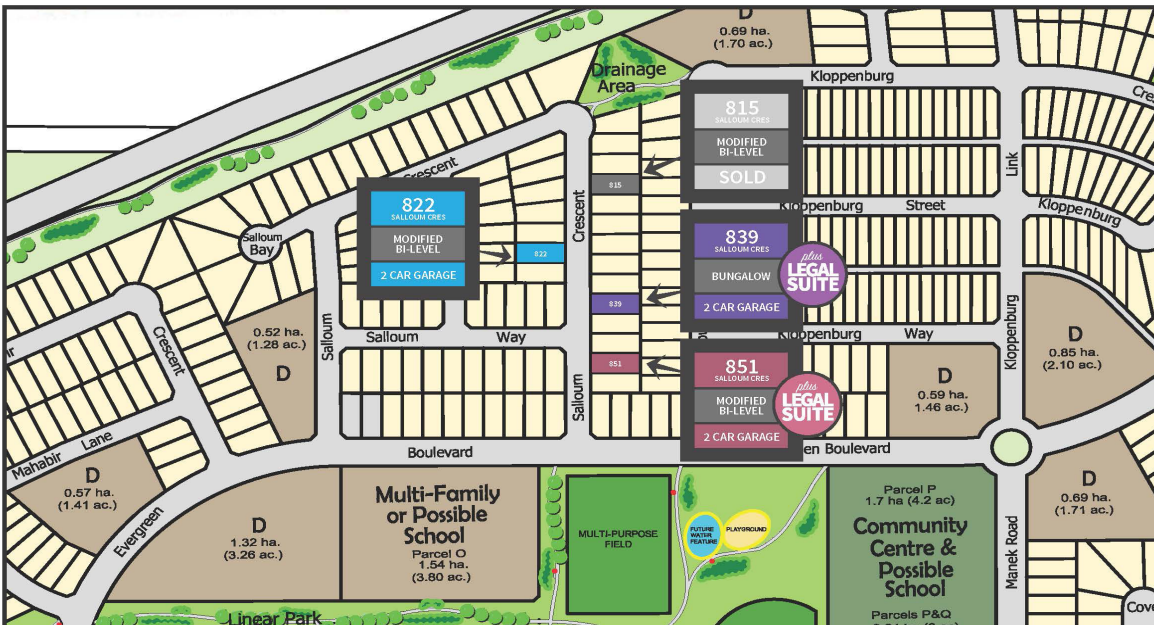 D
0.69 ha.
(1.70 ac.)
Drainage
Area
Kloppenburg
Cre
815
SALLOUM CRES
MODIFIED
BI-LEVEL
SOLD
Crescent
815
Crescent
Link
822
SALLOUM CRES
MODIFIED
BI-LEVEL
2 CAR GARAGE
822
Kloppenburg
Street
Kloppenburg
839
SALLOUM CRES
BUNGALOW
2 CAR GARAGE
plus
LEGAL
SUITE
839
Salloum
Bay
Crescent
0.52 ha.
(1.28 ac.)
D
Salloum
Salloum
Way
Kloppenburg
Way
Kloppenburg
D
0.85 ha.
(2.10 ac.)
851
SALLOUM CRES
MODIFIED
BI-LEVEL
2 CAR GARAGE
plus
LEGAL
SUITE
851
Salloum
D
0.59 ha
1.46 ac.)
Mahabir Lane
Boulevard
en Boulevard
D
0.57 ha.
(1.41 ac.)
Evergreen
D
1.32 ha.
(3.26 ac.)
Multi-Family
or Possible
School
Parcel O
1.54 ha.
(3.80 ac.)
MULTI-PURPOSE
FIELD
FUTURE
WATER
FEATURE
PLAYGROUND
Parcel P
1.7 ha (4.2 ac)
Community
Centre &
Possible
School
Parcels P&Q
Manek Road
D
0.69 ha.
(1.71 ac.)
Linear Park
Cove